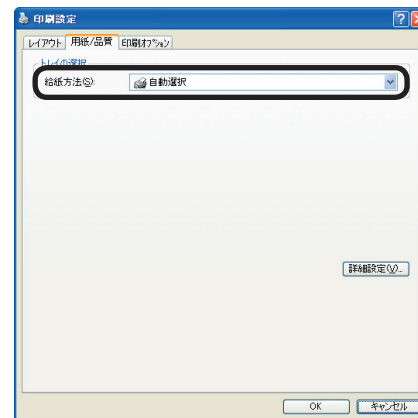 印刷設定
レイアウト 用紙/品質 印刷オプション
トレイの選択
給紙方法(S): 自動選択
詳細設定(V)...
OK キャンセル